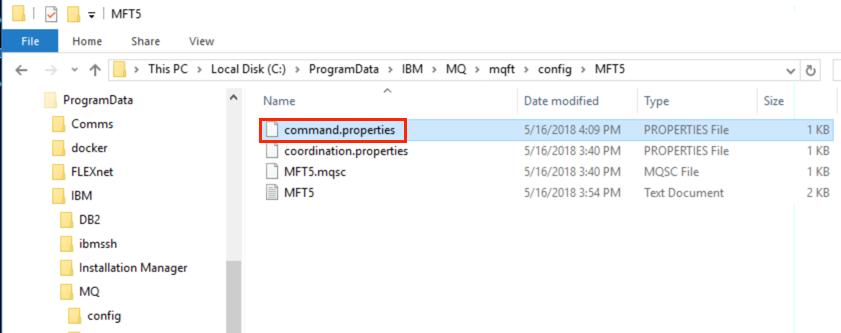 MFT5
File Home Share View
This PC > Local Disk (C:) > ProgramData > IBM > MQ > mqft > config > MFT5
Name Date modified Type Size
command.properties 5/16/2018 4:09 PM PROPERTIES File 1 KB
coordination.properties 5/16/2018 3:40 PM PROPERTIES File 1 KB
MFT5.mqsc 5/16/2018 3:40 PM MQSC File 1 KB
MFT5 5/16/2018 3:54 PM Text Document 2 KB
ProgramData
Comms
docker
FLEXnet
IBM
DB2
ibmssh
Installation Manager
MQ
config